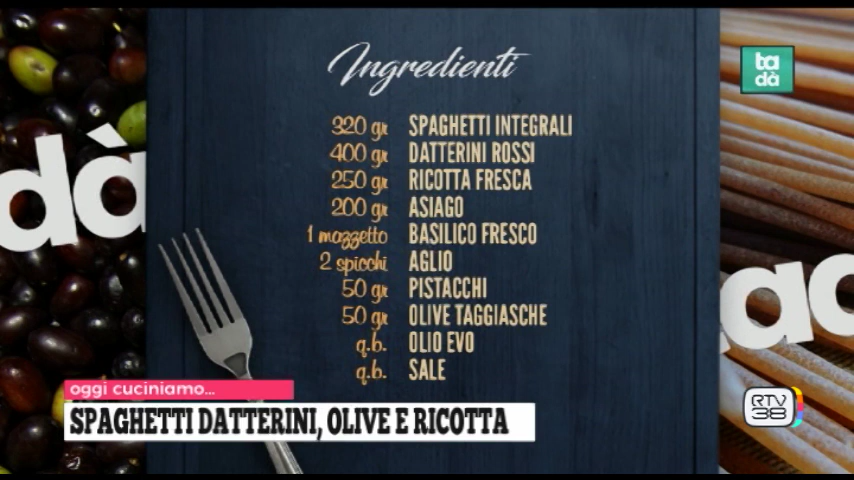 Ingredienti
320 gr SPAGHETTI INTEGRALI
400 gr DATTERINI ROSSI
250 gr RICOTTA FRESCA
200 gr ASIAGO
1 mazzetto BASILICO FRESCO
2 spicchi AGLIO
50 gr PISTACCHI
50 gr OLIVE TAGGIASCHE
q.b. OLIO EVO
q.b. SALE
oggi cuciniamo...
SPAGHETTI DATTERINI, OLIVE E RICOTTA
ta
dà
dà
RTV
38